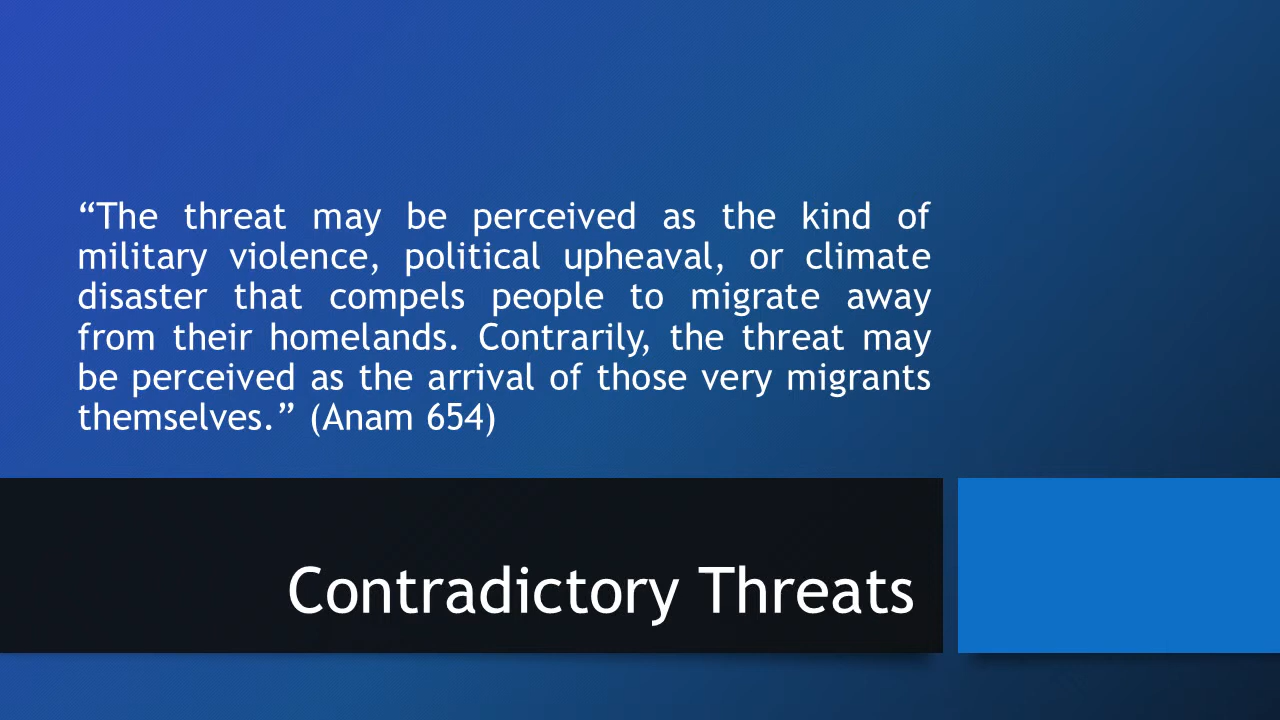 “The threat may be perceived as the kind of
military violence, political upheaval, or climate
disaster that compels people to migrate away
from their homelands. Contrarily, the threat may
be perceived as the arrival of those very migrants
themselves.” (Anam 654)
Contradictory Threats